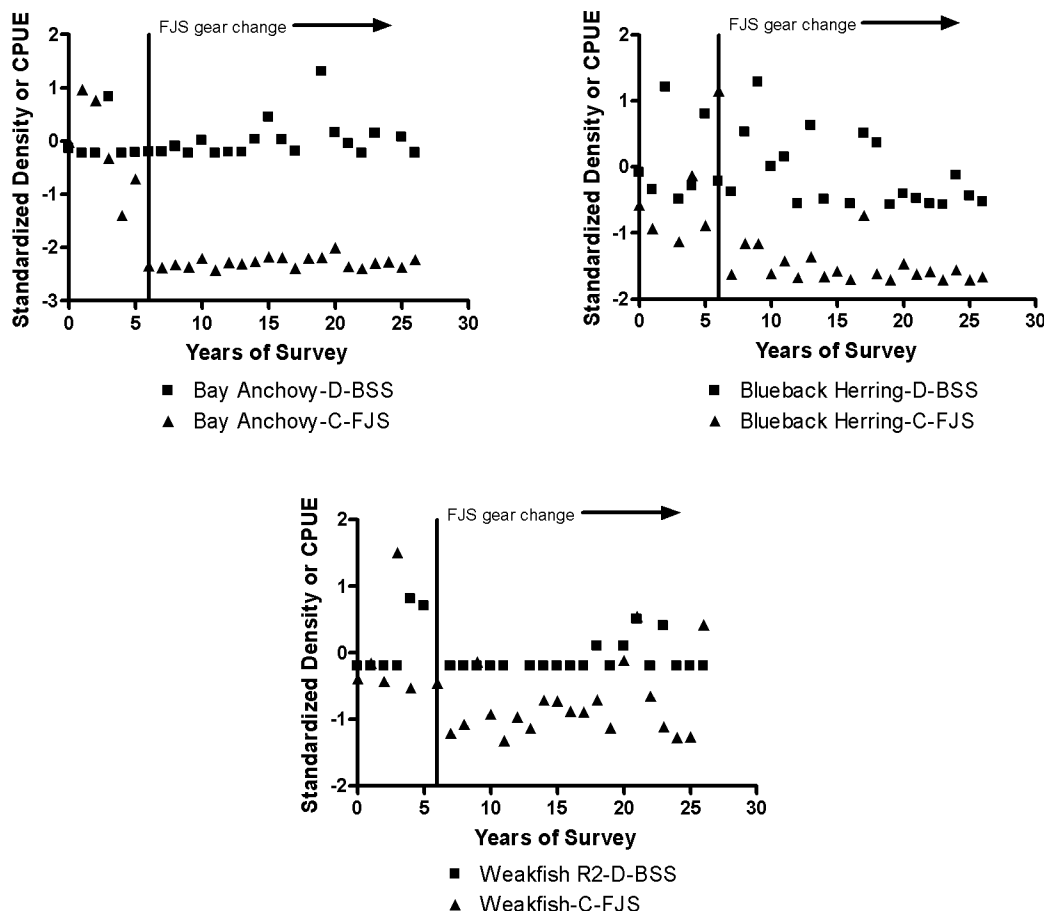 FJS gear change
Standardized Density or CPUE
2
1
0
-1
-2
-3
0 5 10 15 20 25 30
Years of Survey
Bay Anchovy-D-BSS
Bay Anchovy-C-FJS
FJS gear change
Standardized Density or CPUE
2
1
0
-1
-2
0 5 10 15 20 25 30
Years of Survey
Blueback Herring-D-BSS
Blueback Herring-C-FJS
FJS gear change
Standardized Density or CPUE
2
1
0
-1
-2
0 5 10 15 20 25 30
Years of Survey
Weakfish R2-D-BSS
Weakfish-C-FJS